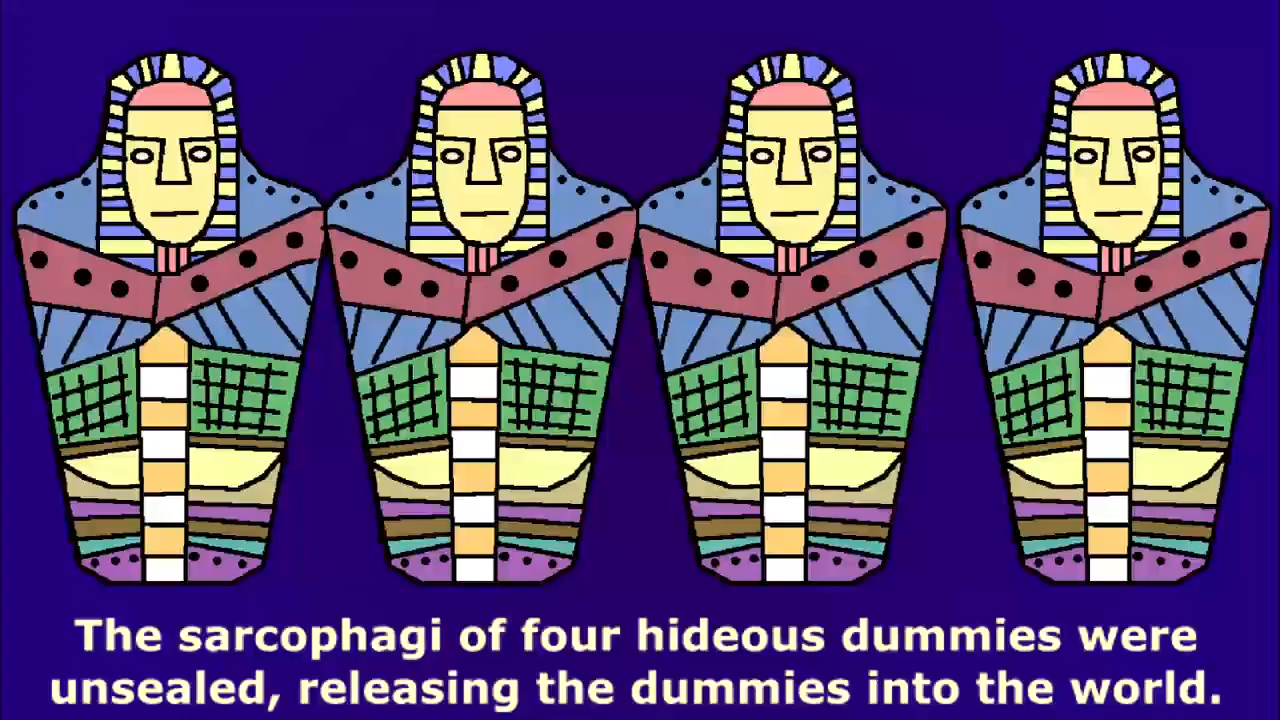 The sarcophagi of four hideous dummies were
unsealed, releasing the dummies into the world.